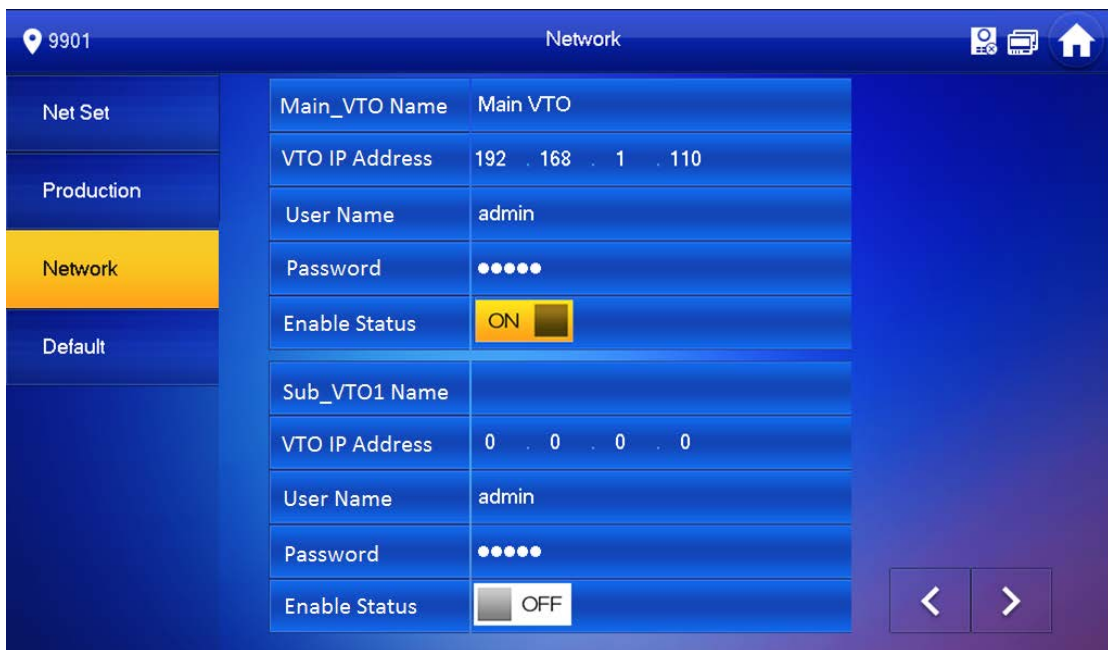 9901 Network
Net Set
Production
Network
Default
Main_VTO Name Main VTO
VTO IP Address 192 . 168 . 1 . 110
User Name admin
Password ●●●●●
Enable Status ON
Sub_VTO1 Name
VTO IP Address 0 . 0 . 0 . 0
User Name admin
Password ●●●●●
Enable Status OFF